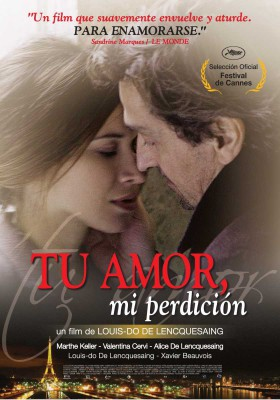 "Un film que suavemente envuelve y aturde.
PARA ENAMORARSE."
Sandrine Marques / LE MONDE
Selección Oficial
Festival
de Cannes
TU AMOR,
mi perdición
un film de LOUIS-DO DE LENCQUESAING
Marthe Keller - Valentina Cervi - Alice De Lencquesaing
Louis-do De Lencquesaing - Xavier Beauvois